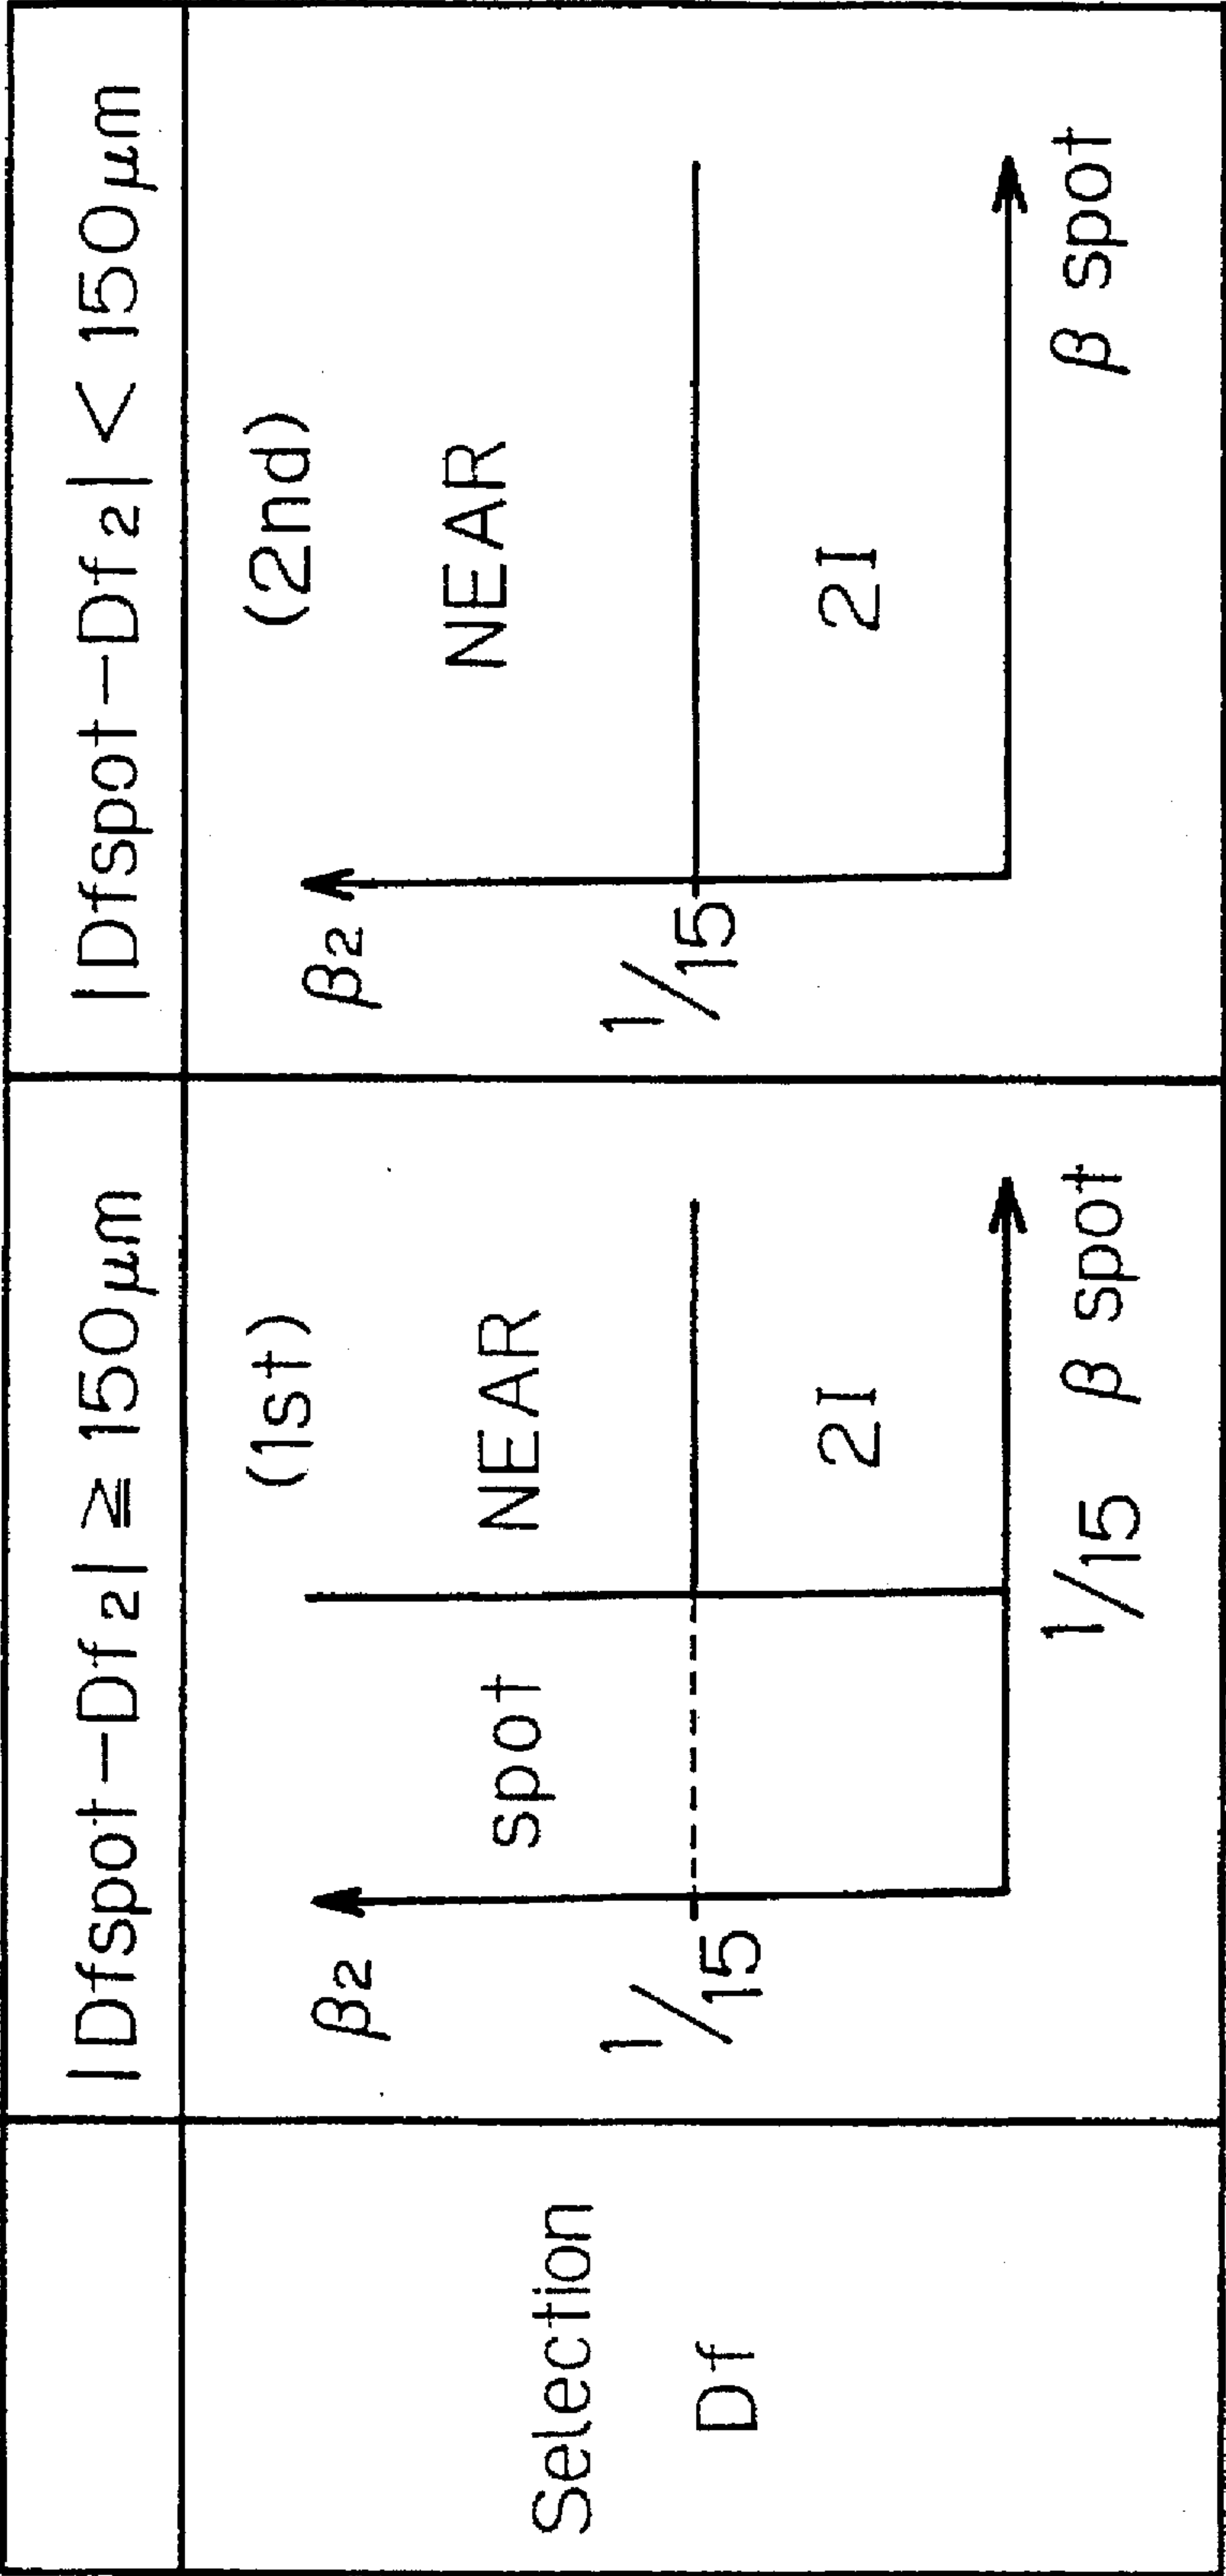 |Dfspot-Df₂| ≧ 150μm
|Dfspot-Df₂| < 150μm
Selection
Df
(1st)
β₂
spot
NEAR
1/15
2I
1/15
β spot
(2nd)
β₂
NEAR
1/15
2I
β spot